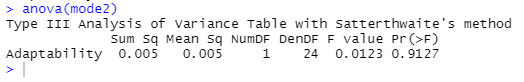 > anova(mode2)
Type III Analysis of Variance Table with Satterthwaite's method
             Sum Sq Mean Sq NumDF DenDF F value Pr(>F)
Adaptability  0.005   0.005     1    24  0.0123 0.9127
>